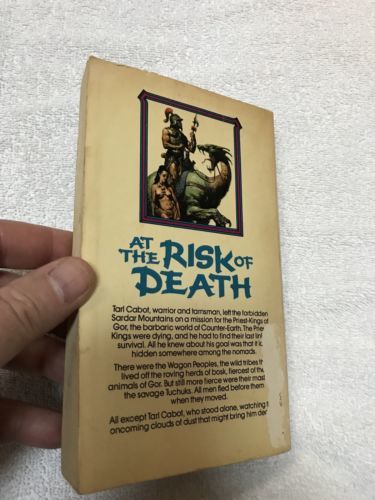 AT
THE RISK OF
DEATH
Tarl Cabot, warrior and tarnsman, left the forbidden
Sardar Mountains on a mission for the Priest-Kings of
Gor, the barbaric world of Counter-Earth. The Priest
Kings were dying, and he had to find their last
survival. All he knew about his goal was that it
hidden somewhere among the nomads.
There were the Wagon Peoples, the wild tribes
lived off the roving herds of bosk, fiercest of the
animals of Gor. But still more fierce were their
the savage Tuchuks. All men fled before them
when they moved.
All except Tarl Cabot, who stood alone, watching
oncoming clouds of dust that might bring him